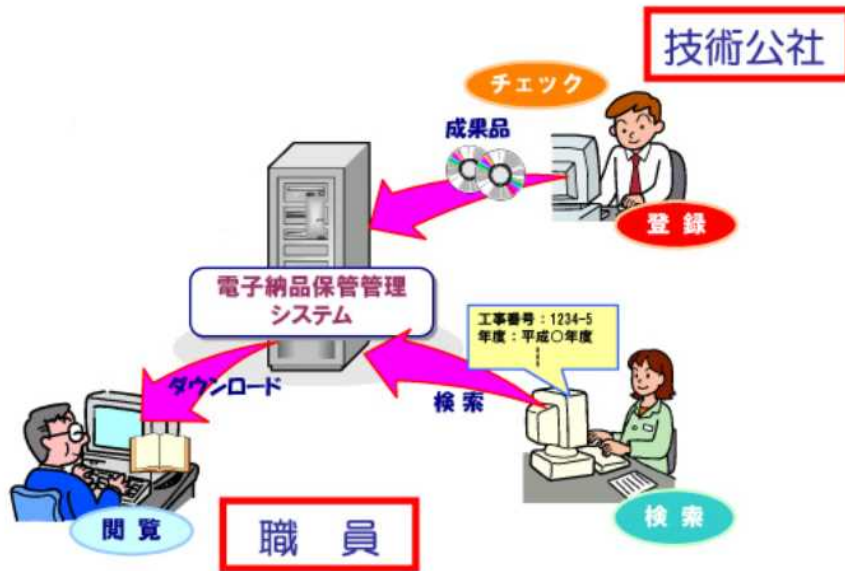 技術公社
チェック
成果品
登録
電子納品保管管理
システム
工事番号：1234-5
年度：平成〇年度
ダウンロード
検索
閲覧
職員
検索